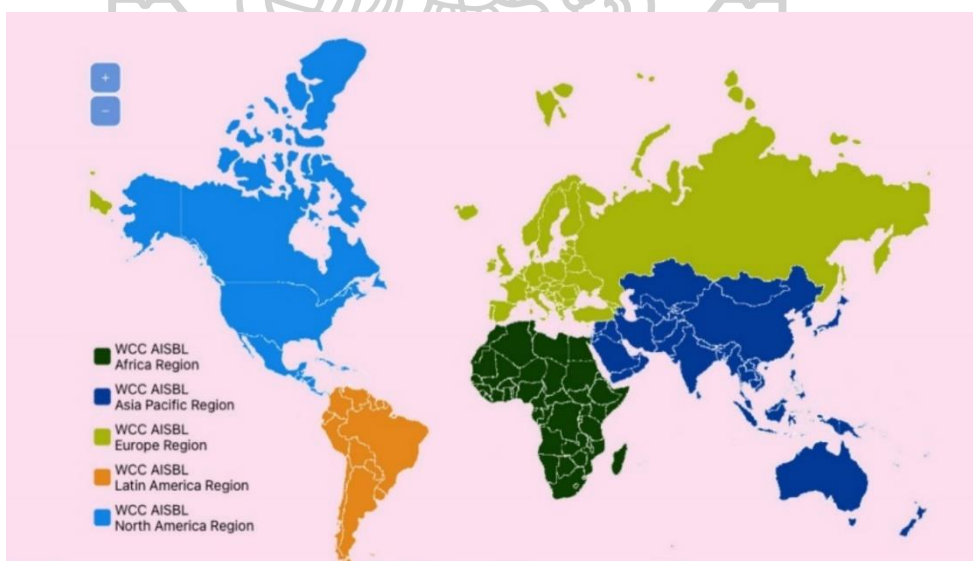 +
−
WCC AISBL
Africa Region
WCC AISBL
Asia Pacific Region
WCC AISBL
Europe Region
WCC AISBL
Latin America Region
WCC AISBL
North America Region